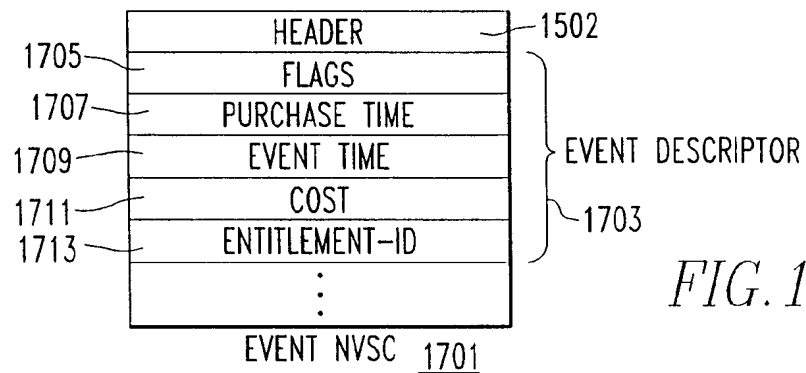 HEADER 1502
1705 FLAGS
1707 PURCHASE TIME
1709 EVENT TIME EVENT DESCRIPTOR
1711 COST 1703
1713 ENTITLEMENT-ID
EVENT NVSC 1701
FIG. 1